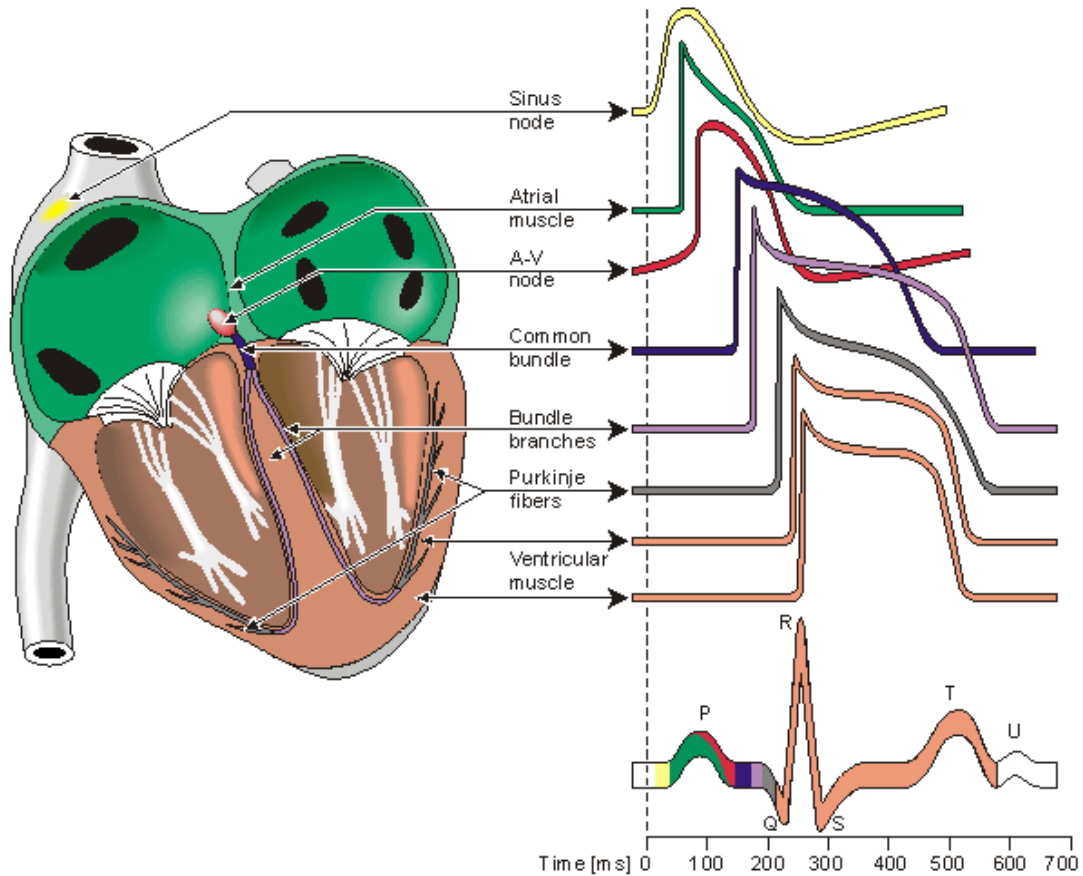 Sinus
node
Atrial
muscle
A-V
node
Common
bundle
Bundle
branches
Purkinje
fibers
Ventricular
muscle
R
P
T
U
Q
S
Time [ms] 0 100 200 300 400 500 600 700